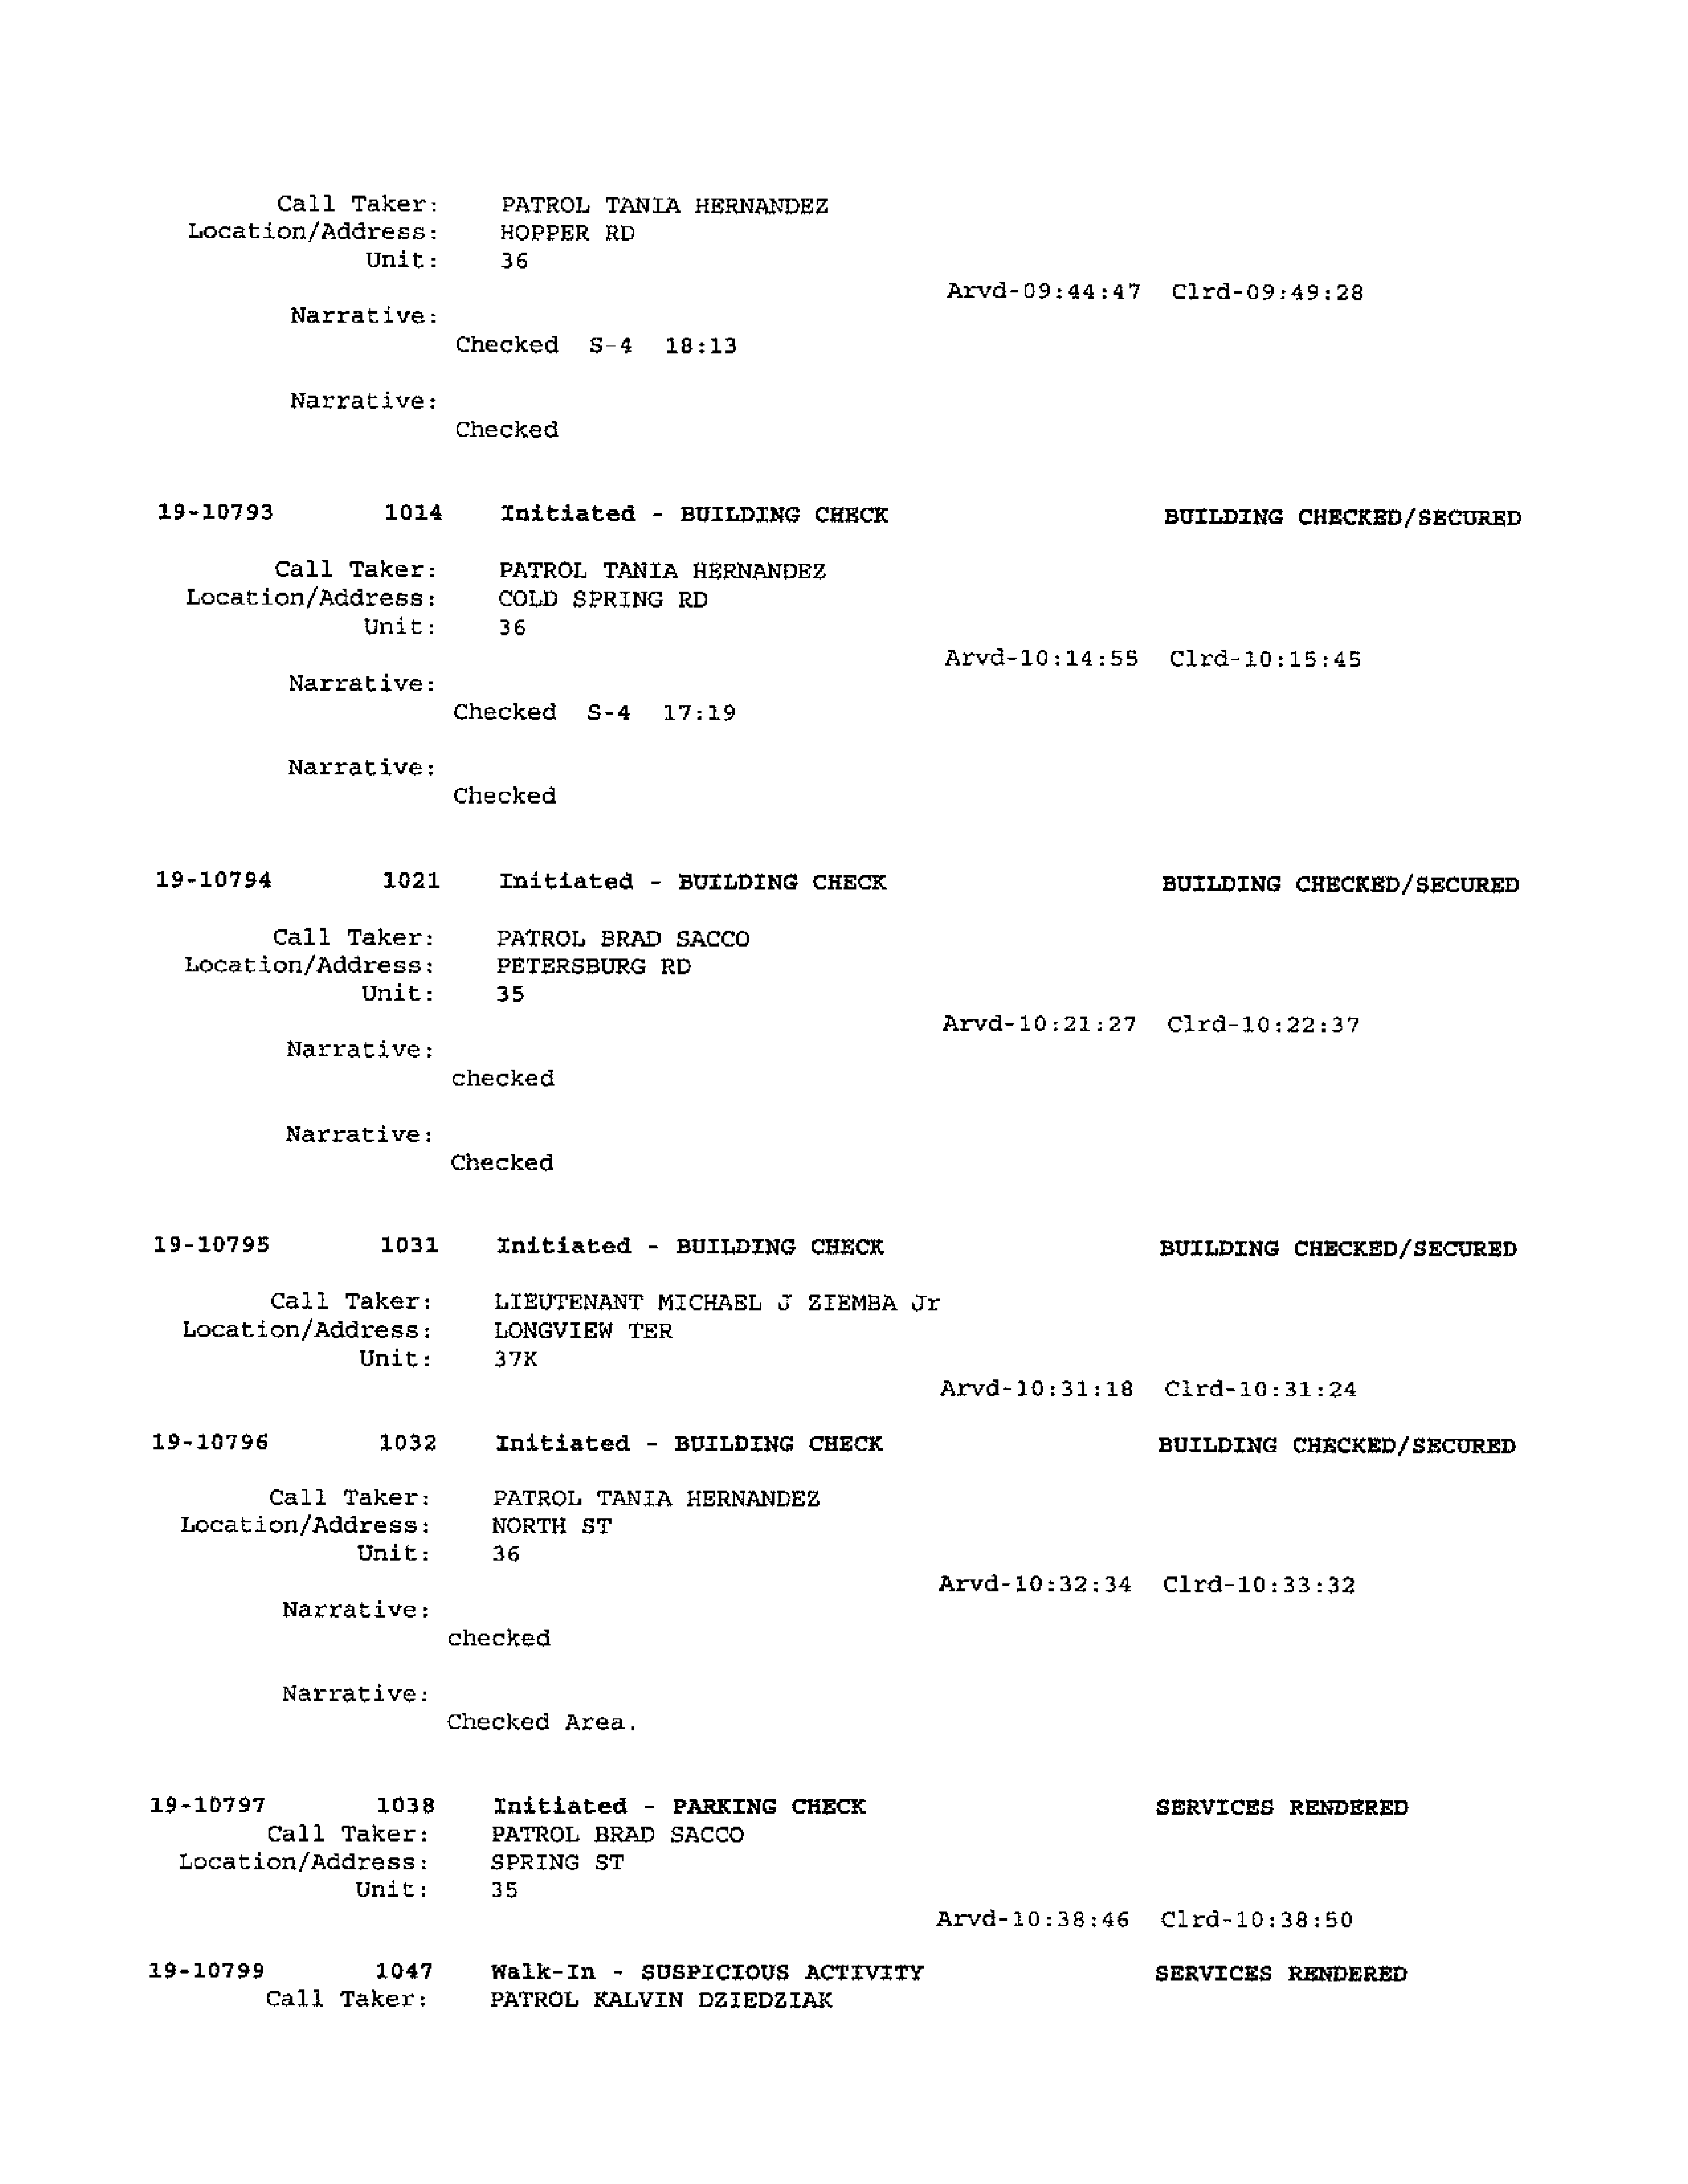 Call Taker: PATROL TANIA HERNANDEZ
Location/Address: HOPPER RD
Unit: 36
Arvd-09:44:47 Clrd-09:49:28
Narrative:
Checked S-4 18:13
Narrative:
Checked
19-10793 1014 Initiated - BUILDING CHECK BUILDING CHECKED/SECURED
Call Taker: PATROL TANIA HERNANDEZ
Location/Address: COLD SPRING RD
Unit: 36
Arvd-10:14:55 Clrd-10:15:45
Narrative:
Checked S-4 17:19
Narrative:
Checked
19-10794 1021 Initiated - BUILDING CHECK BUILDING CHECKED/SECURED
Call Taker: PATROL BRAD SACCO
Location/Address: PETERSBURG RD
Unit: 35
Arvd-10:21:27 Clrd-10:22:37
Narrative:
checked
Narrative:
Checked
19-10795 1031 Initiated - BUILDING CHECK BUILDING CHECKED/SECURED
Call Taker: LIEUTENANT MICHAEL J ZIEMBA Jr
Location/Address: LONGVIEW TER
Unit: 37K
Arvd-10:31:18 Clrd-10:31:24
19-10796 1032 Initiated - BUILDING CHECK BUILDING CHECKED/SECURED
Call Taker: PATROL TANIA HERNANDEZ
Location/Address: NORTH ST
Unit: 36
Arvd-10:32:34 Clrd-10:33:32
Narrative:
checked
Narrative:
Checked Area.
19-10797 1038 Initiated - PARKING CHECK SERVICES RENDERED
Call Taker: PATROL BRAD SACCO
Location/Address: SPRING ST
Unit: 35
Arvd-10:38:46 Clrd-10:38:50
19-10799 1047 Walk-In - SUSPICIOUS ACTIVITY SERVICES RENDERED
Call Taker: PATROL KALVIN DZIEDZIAK